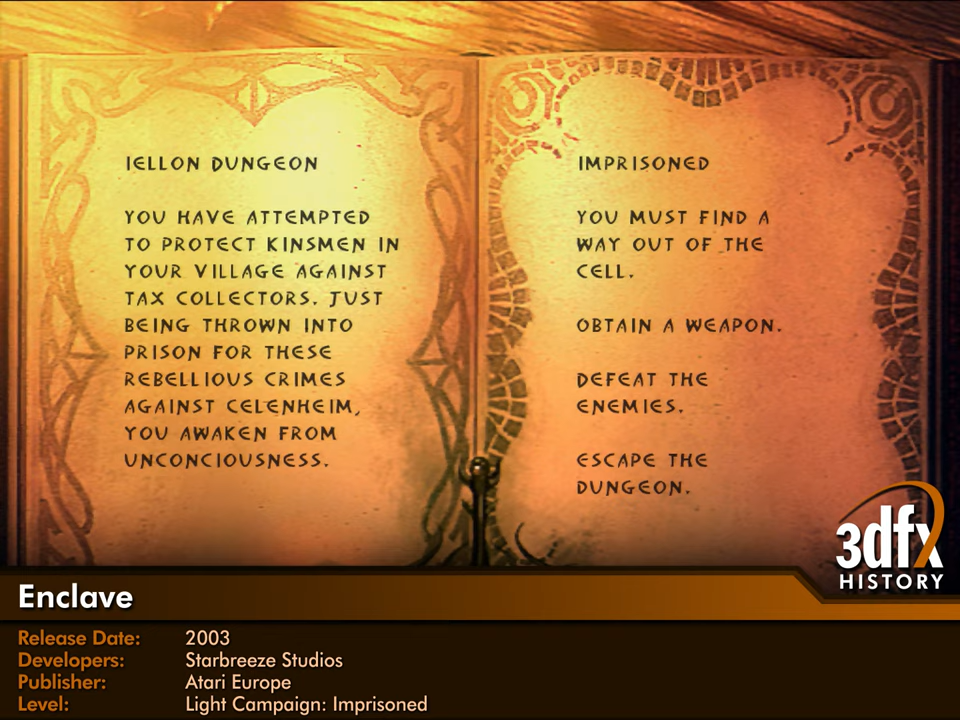 IELLON DUNGEON
YOU HAVE ATTEMPTED
TO PROTECT KINSMEN IN
YOUR VILLAGE AGAINST
TAX COLLECTORS. JUST
BEING THROWN INTO
PRISON FOR THESE
REBELLIOUS CRIMES
AGAINST CELENHEIM,
YOU AWAKEN FROM
UNCONCIOUSNESS.
IMPRISONED
YOU MUST FIND A
WAY OUT OF THE
CELL.
OBTAIN A WEAPON.
DEFEAT THE
ENEMIES.
ESCAPE THE
DUNGEON.
3dfx
HISTORY
Enclave
Release Date: 2003
Developers: Starbreeze Studios
Publisher: Atari Europe
Level: Light Campaign: Imprisoned